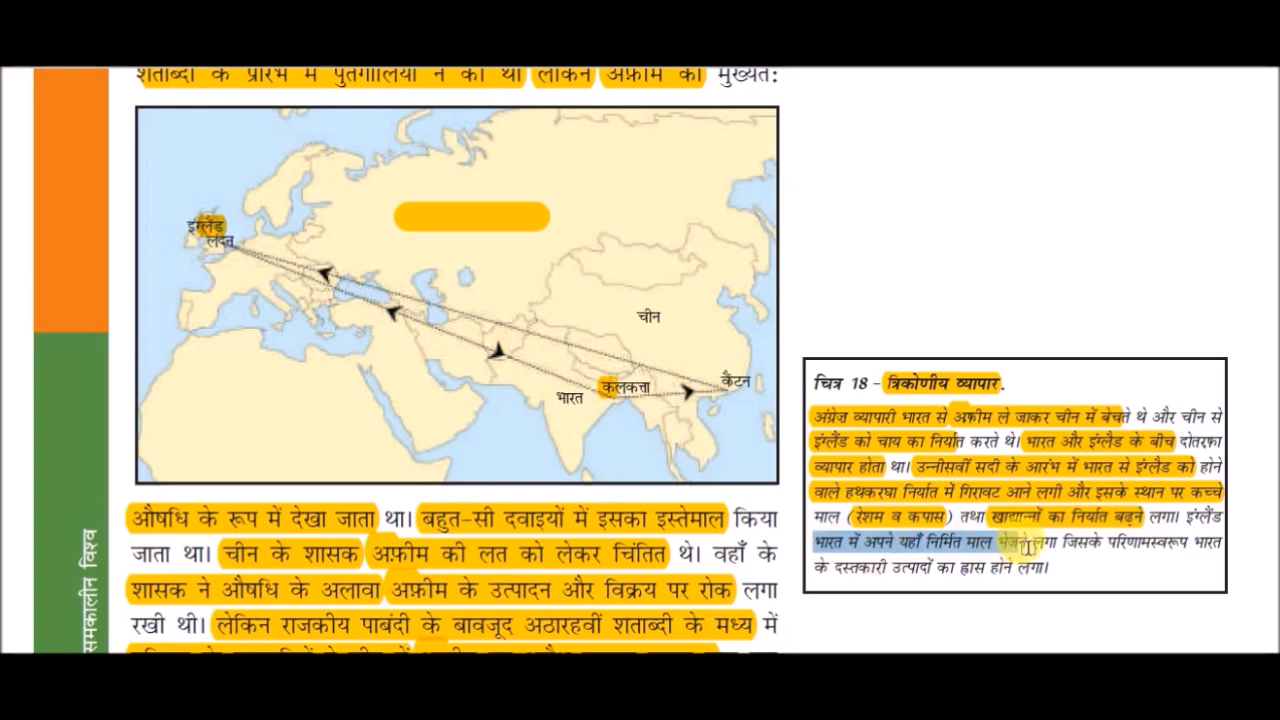 शताब्दी के प्रारंभ में पुर्तगालियों ने की थी लेकिन अफ़ीम को मुख्यत:
इंग्लैंड
लंदन
चीन
कैंटन
कलकत्ता
भारत
औषधि के रूप में देखा जाता था। बहुत-सी दवाइयों में इसका इस्तेमाल किया
जाता था। चीन के शासक अफ़ीम की लत को लेकर चिंतित थे। वहाँ के
शासक ने औषधि के अलावा अफ़ीम के उत्पादन और विक्रय पर रोक लगा
रखी थी। लेकिन राजकीय पाबंदी के बावजूद अठारहवीं शताब्दी के मध्य में
चित्र 18 - त्रिकोणीय व्यापार.
अंग्रेज़ व्यापारी भारत से अफ़ीम ले जाकर चीन में बेचते थे और चीन से
इंग्लैंड को चाय का निर्यात करते थे। भारत और इंग्लैड के बीच दोतरफ़ा
व्यापार होता था। उन्नीसवीं सदी के आरंभ में भारत से इंग्लैड को होने
वाले हथकरघा निर्यात में गिरावट आने लगी और इसके स्थान पर कच्चे
माल (रेशम व कपास) तथा खाद्यान्नों का निर्यात बढ़ने लगा। इंग्लैंड
भारत में अपने यहाँ निर्मित माल भेजने लगा जिसके परिणामस्वरूप भारत
के दस्तकारी उत्पादों का ह्रास होने लगा।
समकालीन विश्व